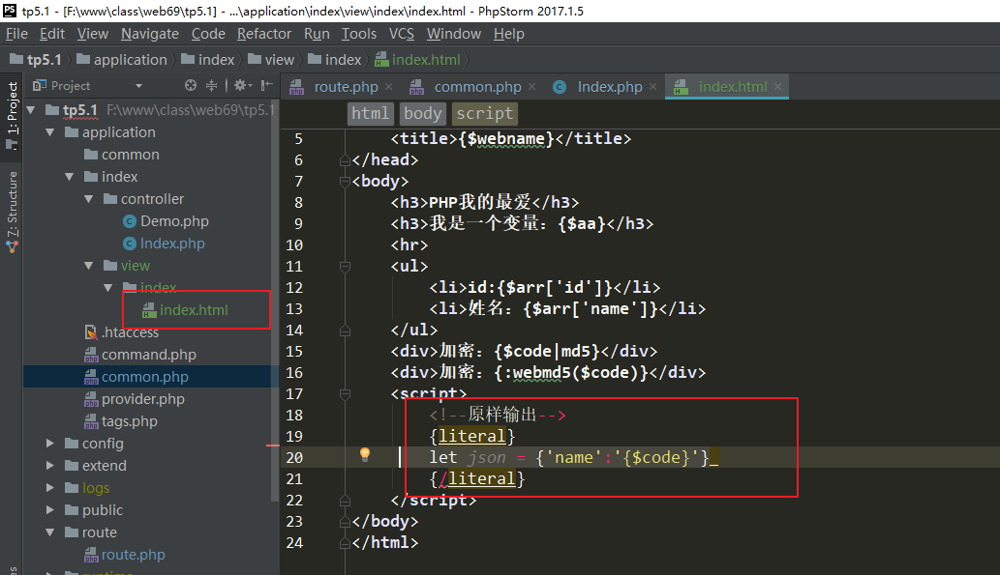 tp5.1 - [F:\www\class\web69\tp5.1] - ...\application\index\view\index\index.html - PhpStorm 2017.1.5
File Edit View Navigate Code Refactor Run Tools VCS Window Help
tp5.1 application index view index index.html
1: Project
7: Structure
Project
tp5.1 F:\www\class\web69\tp5.1
application
common
index
controller
Demo.php
Index.php
view
index
index.html
.htaccess
command.php
common.php
provider.php
tags.php
config
extend
logs
public
route
route.php
route.php common.php Index.php index.html
html body script
5 <title>{$webname}</title>
6 </head>
7 <body>
8 <h3>PHP我的最爱</h3>
9 <h3>我是一个变量：{$aa}</h3>
10 <hr>
11 <ul>
12 <li>id:{$arr['id']}</li>
13 <li>姓名：{$arr['name']}</li>
14 </ul>
15 <div>加密：{$code|md5}</div>
16 <div>加密：{:webmd5($code)}</div>
17 <script>
18 <!--原样输出-->
19 {literal}
20 let json = {'name':'{$code}'}
21 {/literal}
22 </script>
23 </body>
24 </html>